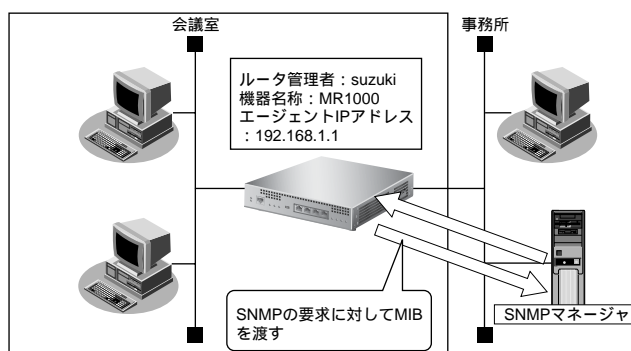 会議室
事務所
ルータ管理者：suzuki
機器名称：MR1000
エージェントIPアドレス
：192.168.1.1
SNMPの要求に対してMIB
を渡す
SNMPマネージャ